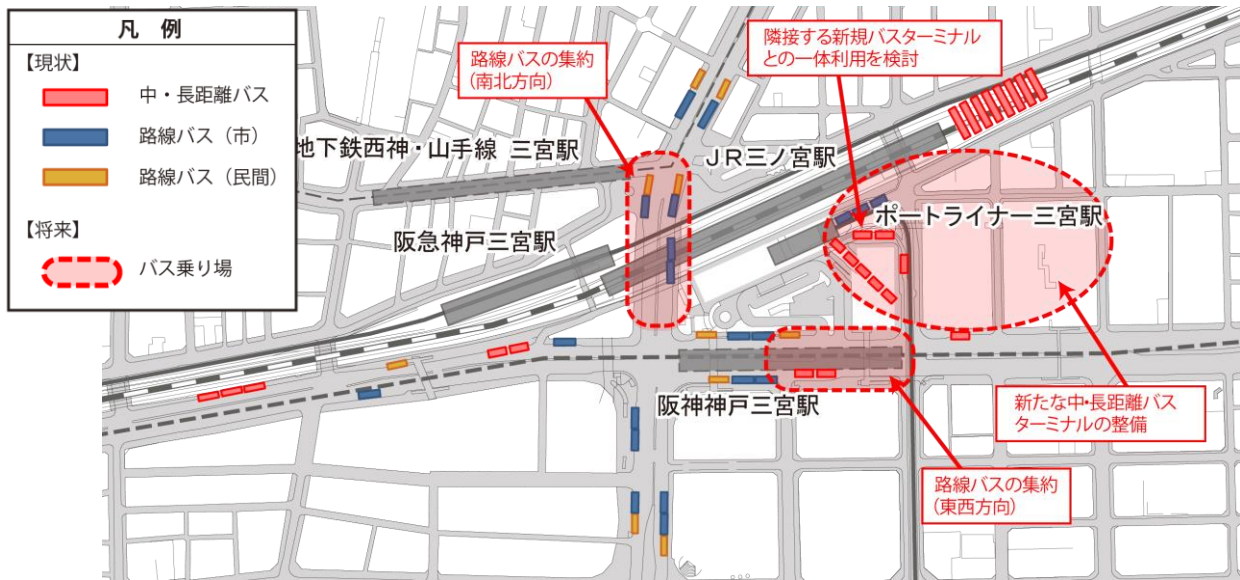 凡 例
【現状】
中・長距離バス
路線バス（市）
路線バス（民間）
【将来】
バス乗り場
路線バスの集約
（南北方向）
隣接する新規バスターミナル
との一体利用を検討
地下鉄西神・山手線 三宮駅
JR三ノ宮駅
ポートライナー三宮駅
阪急神戸三宮駅
阪神神戸三宮駅
新たな中・長距離バス
ターミナルの整備
路線バスの集約
（東西方向）